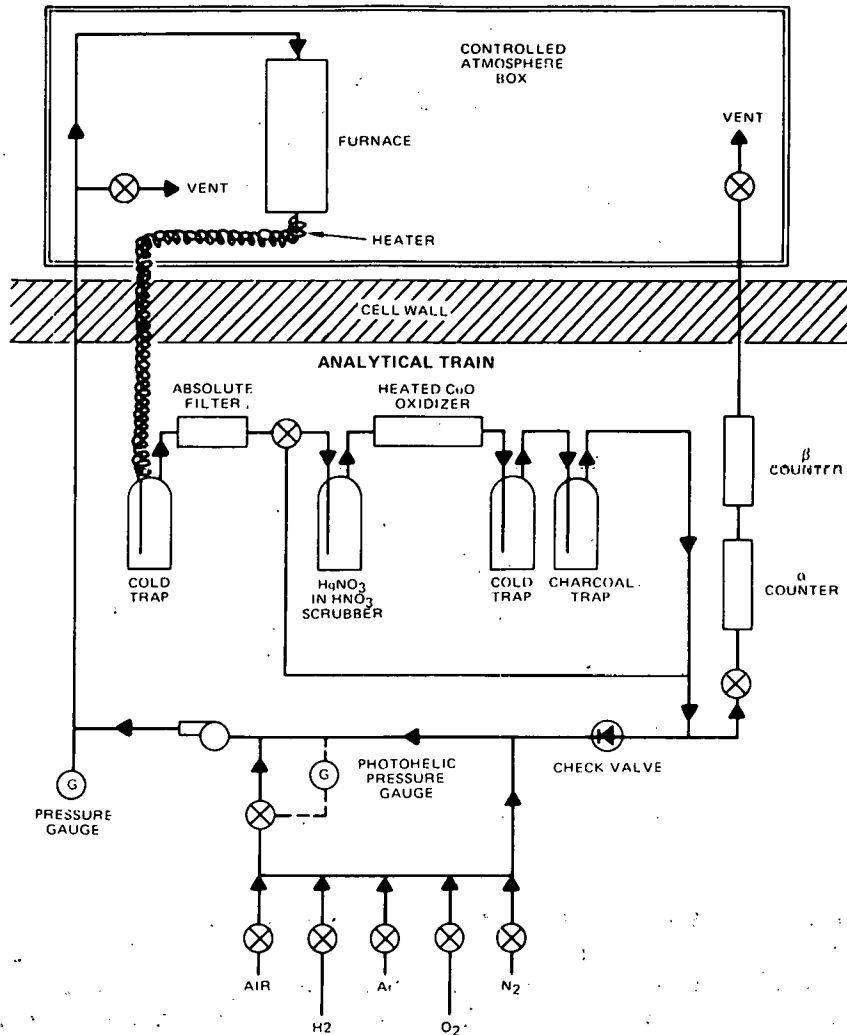 CONTROLLED
ATMOSPHERE
BOX
FURNACE
VENT
VENT
HEATER
CELL WALL
ANALYTICAL TRAIN
ABSOLUTE
FILTER
HEATED CuO
OXIDIZER
β
COUNTER
α
COUNTER
COLD
TRAP
HgNO3
IN HNO3
SCRUBBER
COLD
TRAP
CHARCOAL
TRAP
G
PRESSURE
GAUGE
G
PHOTOHELIC
PRESSURE
GAUGE
CHECK VALVE
AIR
H2
Ar
O2
N2